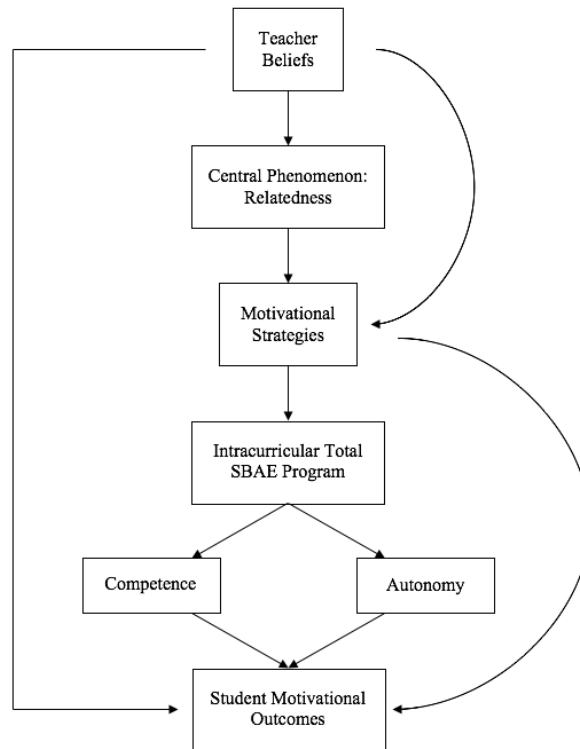 Teacher
Beliefs
Central Phenomenon:
Relatedness
Motivational
Strategies
Intracurricular Total
SBAE Program
Competence
Autonomy
Student Motivational
Outcomes